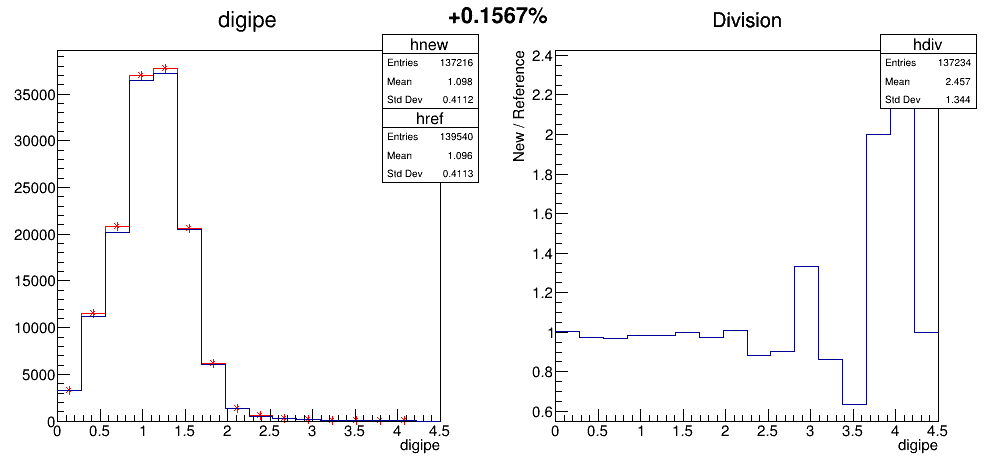 +0.1567%
digipe
hnew
Entries 137216
Mean 1.098
Std Dev 0.4112
href
Entries 139540
Mean 1.096
Std Dev 0.4113
35000
30000
25000
20000
15000
10000
5000
0
0 0.5 1 1.5 2 2.5 3 3.5 4 4.5
digipe
Division
hdiv
Entries 137234
Mean 2.457
Std Dev 1.344
New / Reference
2.4
2.2
2
1.8
1.6
1.4
1.2
1
0.8
0.6
0 0.5 1 1.5 2 2.5 3 3.5 4 4.5
digipe